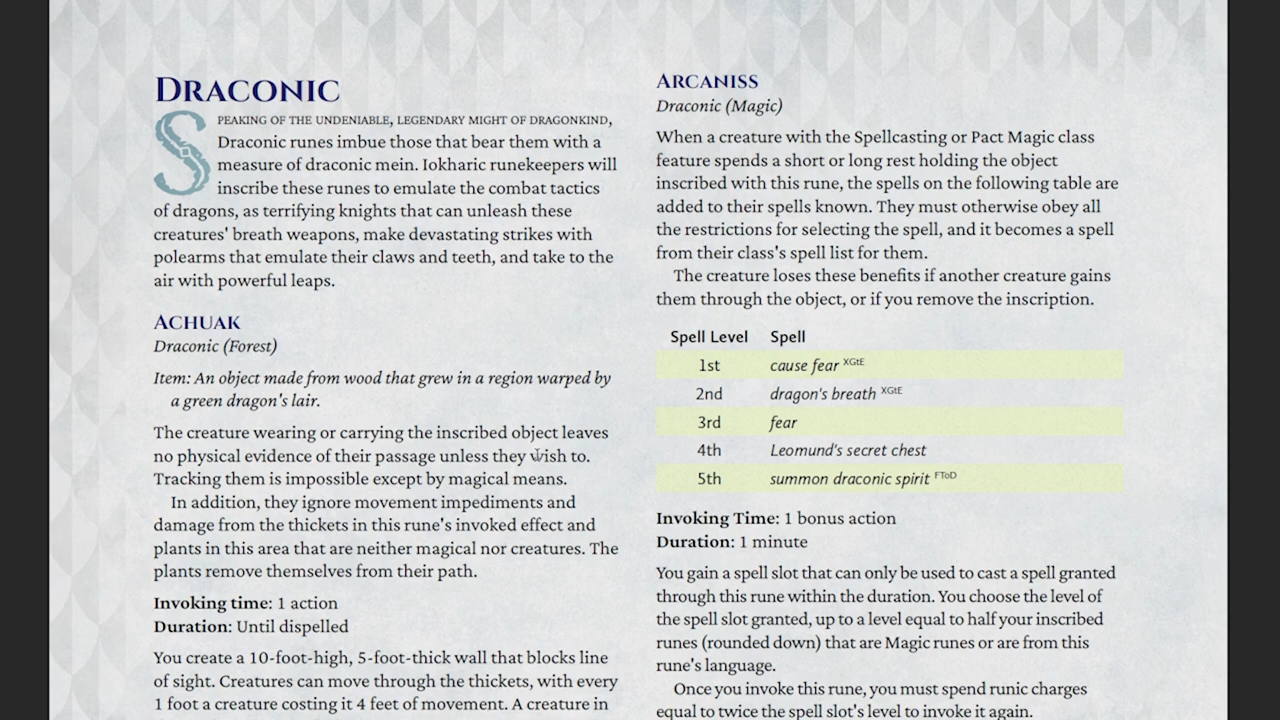 DRACONIC
SPEAKING OF THE UNDENIABLE, LEGENDARY MIGHT OF DRAGONKIND,
Draconic runes imbue those that bear them with a
measure of draconic mein. Iokharic runekeepers will
inscribe these runes to emulate the combat tactics
of dragons, as terrifying knights that can unleash these
creatures' breath weapons, make devastating strikes with
polearms that emulate their claws and teeth, and take to the
air with powerful leaps.
ACHUAK
Draconic (Forest)
Item: An object made from wood that grew in a region warped by
a green dragon's lair.
The creature wearing or carrying the inscribed object leaves
no physical evidence of their passage unless they wish to.
Tracking them is impossible except by magical means.
In addition, they ignore movement impediments and
damage from the thickets in this rune's invoked effect and
plants in this area that are neither magical nor creatures. The
plants remove themselves from their path.
Invoking time: 1 action
Duration: Until dispelled
You create a 10-foot-high, 5-foot-thick wall that blocks line
of sight. Creatures can move through the thickets, with every
1 foot a creature costing it 4 feet of movement. A creature in
ARCANISS
Draconic (Magic)
When a creature with the Spellcasting or Pact Magic class
feature spends a short or long rest holding the object
inscribed with this rune, the spells on the following table are
added to their spells known. They must otherwise obey all
the restrictions for selecting the spell, and it becomes a spell
from their class's spell list for them.
The creature loses these benefits if another creature gains
them through the object, or if you remove the inscription.
Spell Level Spell
1st cause fear XGtE
2nd dragon's breath XGtE
3rd fear
4th Leomund's secret chest
5th summon draconic spirit FToD
Invoking Time: 1 bonus action
Duration: 1 minute
You gain a spell slot that can only be used to cast a spell granted
through this rune within the duration. You choose the level of
the spell slot granted, up to a level equal to half your inscribed
runes (rounded down) that are Magic runes or are from this
rune's language.
Once you invoke this rune, you must spend runic charges
equal to twice the spell slot's level to invoke it again.